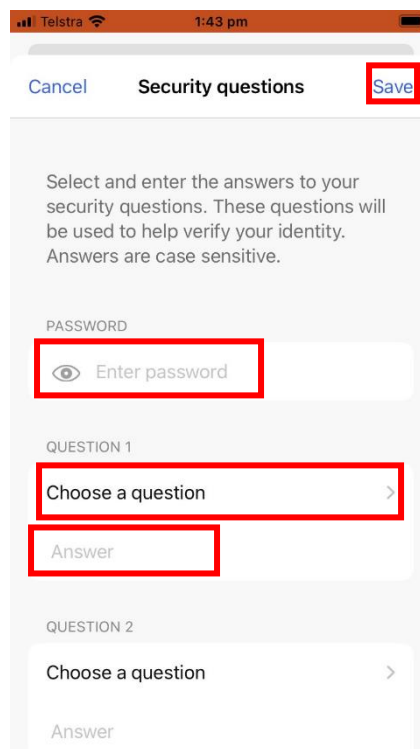 Telstra 1:43 pm
Cancel Security questions Save
Select and enter the answers to your
security questions. These questions will
be used to help verify your identity.
Answers are case sensitive.
PASSWORD
Enter password
QUESTION 1
Choose a question
Answer
QUESTION 2
Choose a question
Answer